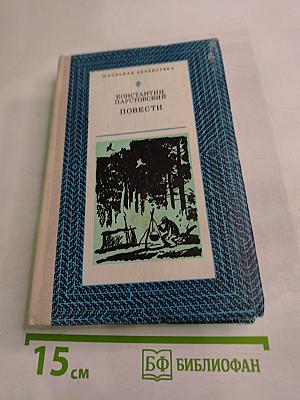 ШКОЛЬНАЯ БИБЛИОТЕКА
КОНСТАНТИН
ПАУСТОВСКИЙ
ПОВЕСТИ
15 см
БФ БИБЛИОФАН